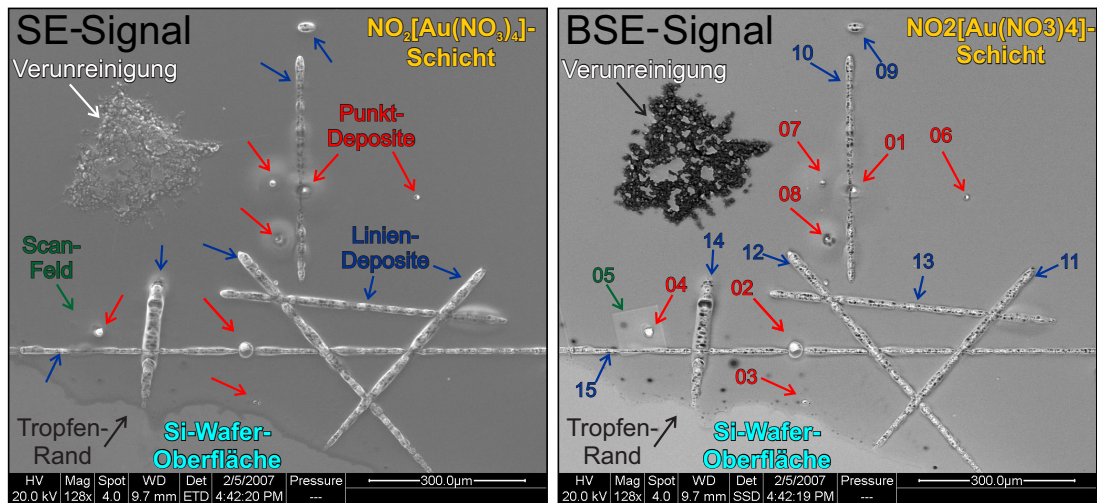 SE-Signal
NO₂[Au(NO₃)₄]-
Schicht
Verunreinigung
Punkt-
Deposite
Scan-
Feld
Linien-
Deposite
Tropfen-
Rand
Si-Wafer-
Oberfläche
HV Mag Spot WD Det 2/5/2007 Pressure 300.0µm
20.0 kV 128x 4.0 9.7 mm ETD 4:42:20 PM ---
BSE-Signal
NO2[Au(NO3)4]-
Schicht
Verunreinigung
10
09
07
01
06
08
14
12
13
11
05
04
02
03
15
Tropfen-
Rand
Si-Wafer-
Oberfläche
HV Mag Spot WD Det 2/5/2007 Pressure 300.0µm
20.0 kV 128x 4.0 9.7 mm SSD 4:42:19 PM ---